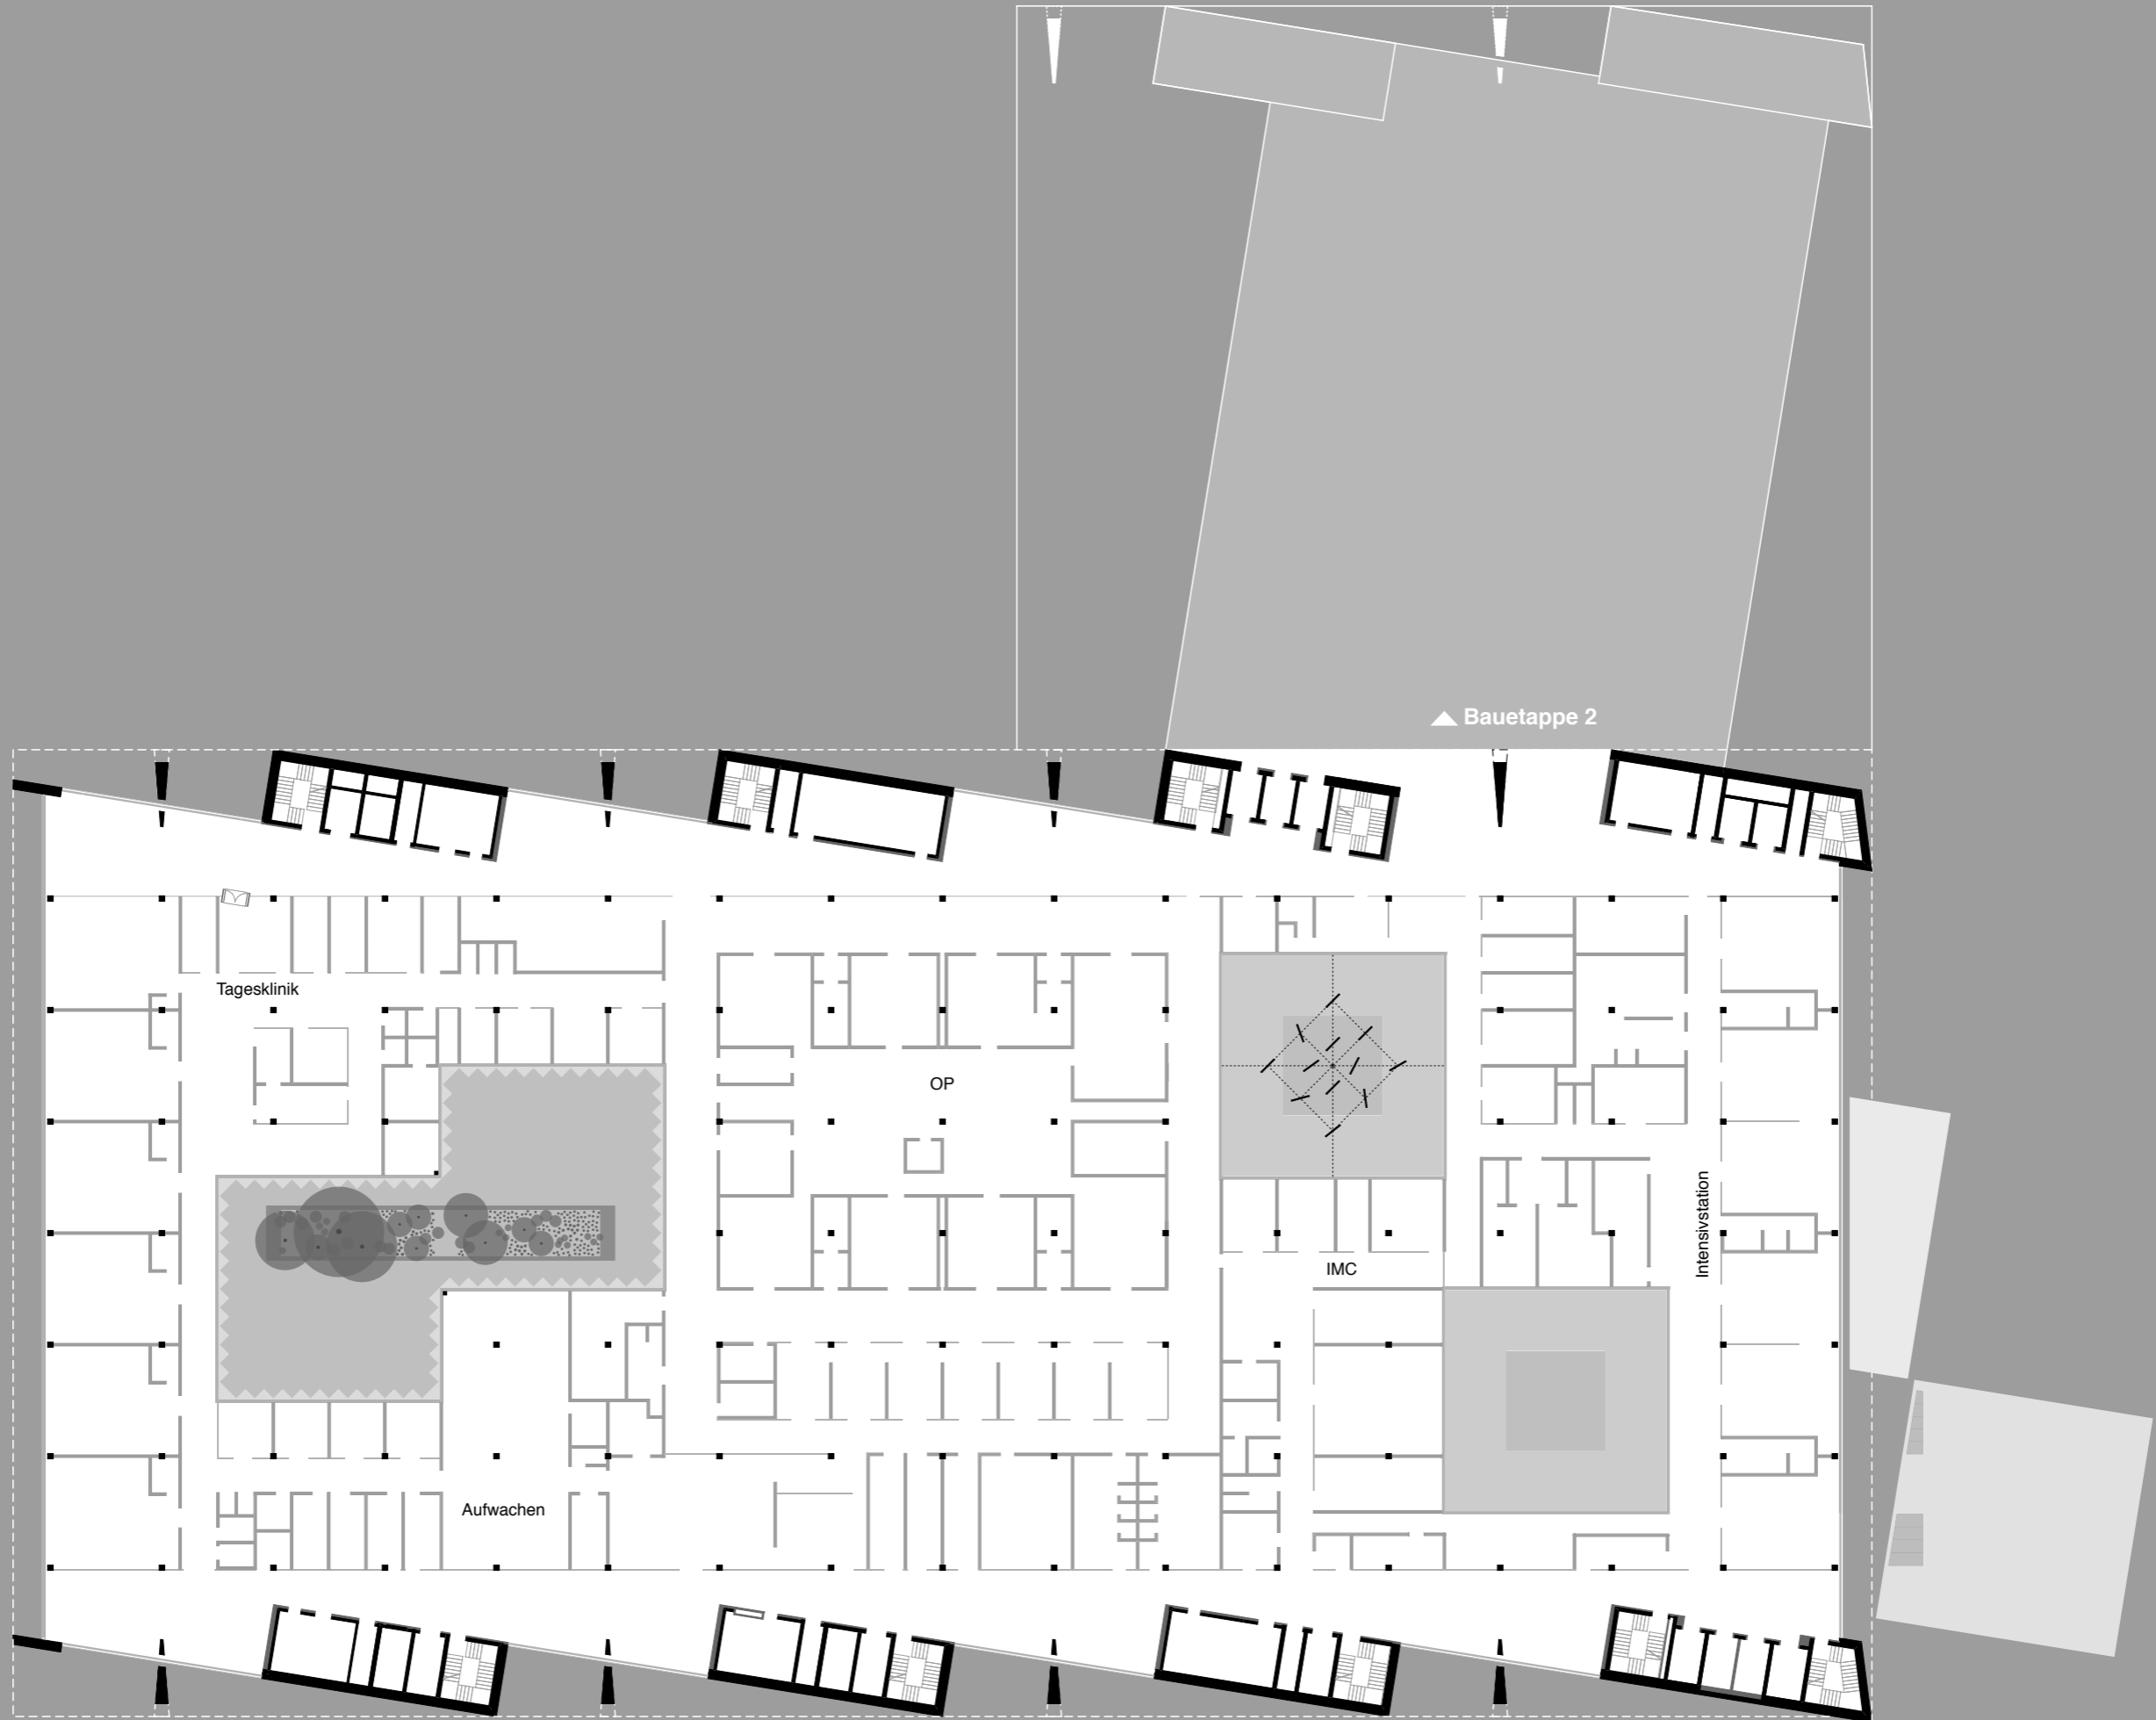 Bauetappe 2
Tagesklinik
OP
Intensivstation
IMC
Aufwachen